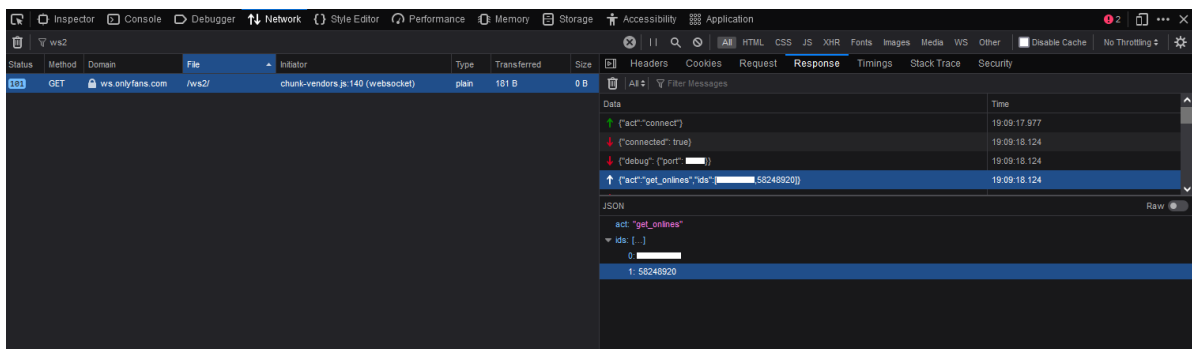 Inspector Console Debugger Network Style Editor Performance Memory Storage Accessibility Application 2
ws2 All HTML CSS JS XHR Fonts Images Media WS Other Disable Cache No Throttling
Status Method Domain File Initiator Type Transferred Size Headers Cookies Request Response Timings Stack Trace Security
101 GET ws.onlyfans.com /ws2/ chunk-vendors.js:140 (websocket) plain 181 B 0 B All Filter Messages
Data Time
{"act":"connect"} 19:09:17.977
{"connected": true} 19:09:18.124
{"debug": {"port": }} 19:09:18.124
{"act":"get_onlines","ids":[ ,58248920]} 19:09:18.124
JSON Raw
act: "get_onlines"
ids: […]
0:
1: 58248920